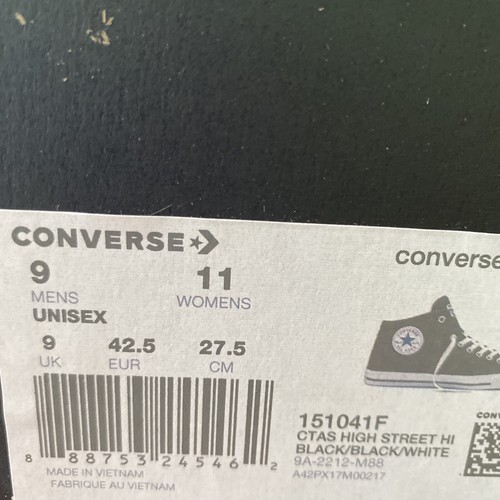 CONVERSE
converse
9 11
MENS WOMENS
UNISEX
9 42.5 27.5
UK EUR CM
8 88753 24546 2
MADE IN VIETNAM
FABRIQUE AU VIETNAM
151041F
CTAS HIGH STREET HI
BLACK/BLACK/WHITE
9A-2212-M88
A42PX17M00217
CONV